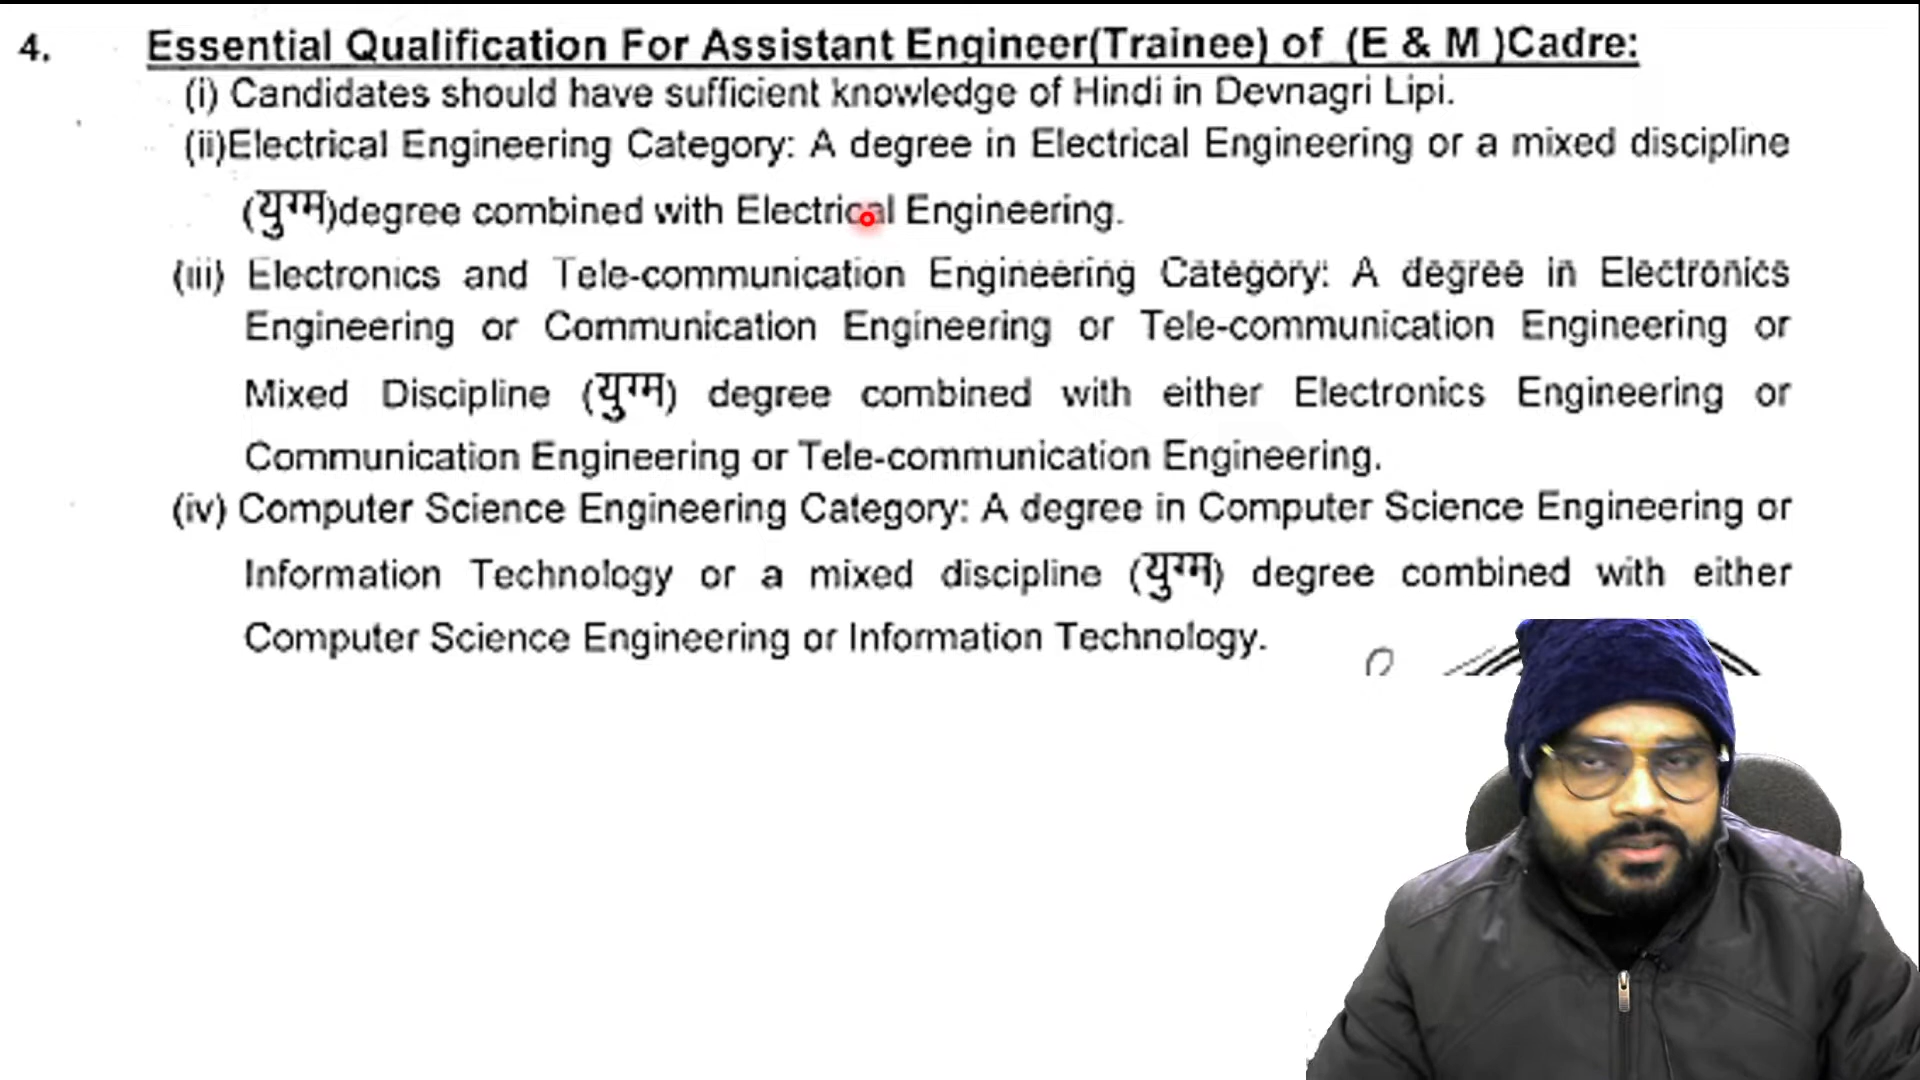 4. Essential Qualification For Assistant Engineer(Trainee) of (E & M )Cadre:
(i) Candidates should have sufficient knowledge of Hindi in Devnagri Lipi.
(ii)Electrical Engineering Category: A degree in Electrical Engineering or a mixed discipline
(युग्म)degree combined with Electrical Engineering.
(iii) Electronics and Tele-communication Engineering Category: A degree in Electronics
Engineering or Communication Engineering or Tele-communication Engineering or
Mixed Discipline (युग्म) degree combined with either Electronics Engineering or
Communication Engineering or Tele-communication Engineering.
(iv) Computer Science Engineering Category: A degree in Computer Science Engineering or
Information Technology or a mixed discipline (युग्म) degree combined with either
Computer Science Engineering or Information Technology.